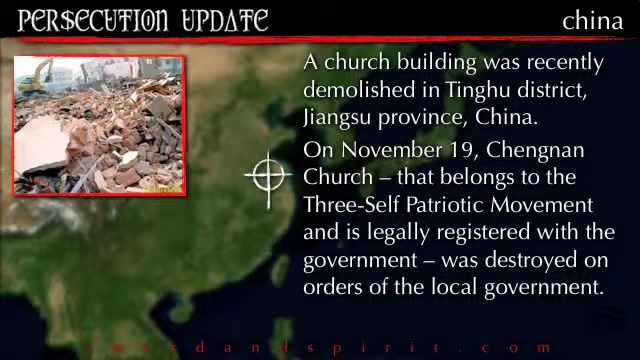 PERSECUTION UPDATE
china
A church building was recently
demolished in Tinghu district,
Jiangsu province, China.
On November 19, Chengnan
Church – that belongs to the
Three-Self Patriotic Movement
and is legally registered with the
government – was destroyed on
orders of the local government.
swordandspirit.com